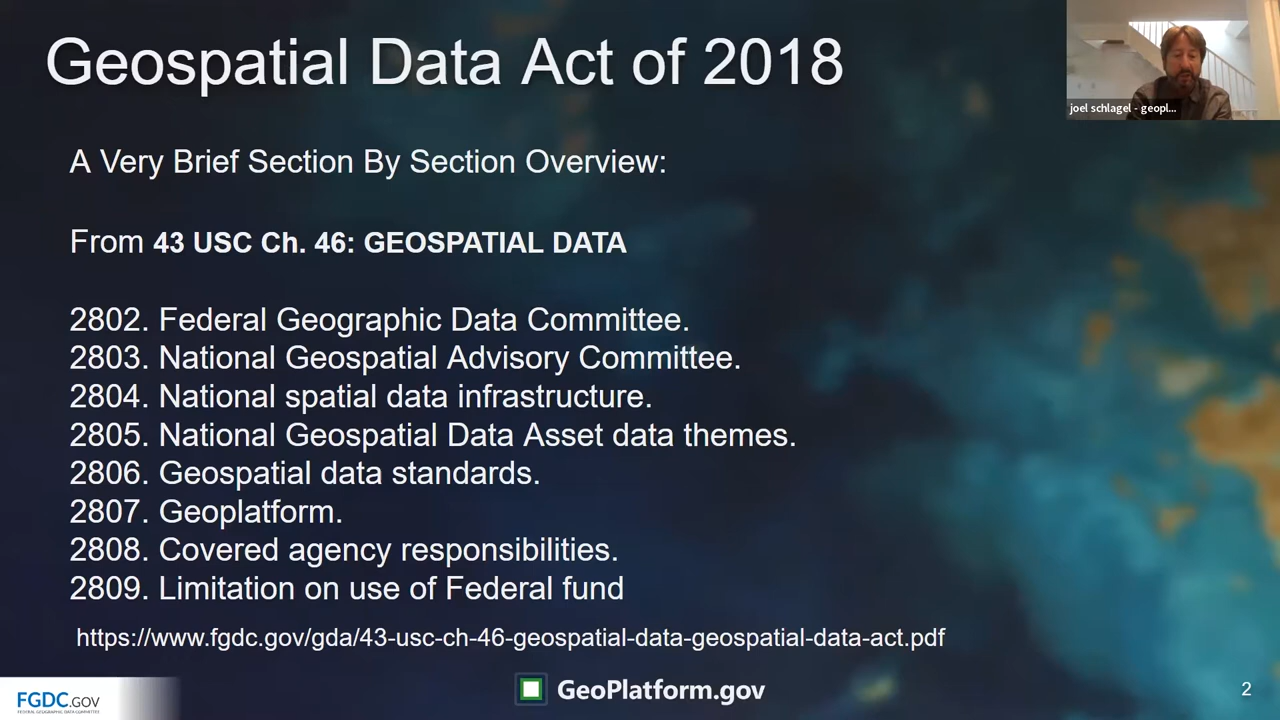 Geospatial Data Act of 2018
joel schlagel - geopl...
A Very Brief Section By Section Overview:
From 43 USC Ch. 46: GEOSPATIAL DATA
2802. Federal Geographic Data Committee.
2803. National Geospatial Advisory Committee.
2804. National spatial data infrastructure.
2805. National Geospatial Data Asset data themes.
2806. Geospatial data standards.
2807. Geoplatform.
2808. Covered agency responsibilities.
2809. Limitation on use of Federal fund
https://www.fgdc.gov/gda/43-usc-ch-46-geospatial-data-geospatial-data-act.pdf
FGDC.GOV
FEDERAL GEOGRAPHIC DATA COMMITTEE
GeoPlatform.gov
2